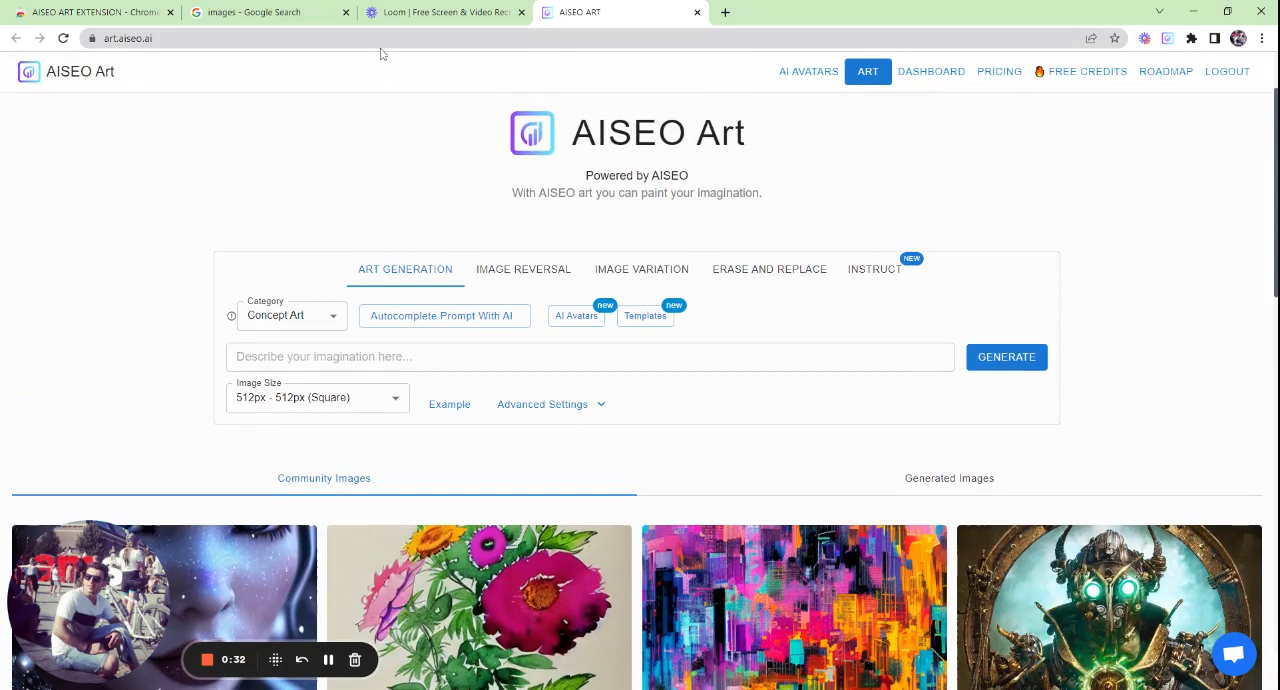 AISEO ART EXTENSION - Chrom
images - Google Search
Loom | Free Screen & Video Rec
AISEO ART
art.aiseo.ai
AISEO Art
AI AVATARS
ART
DASHBOARD
PRICING
FREE CREDITS
ROADMAP
LOGOUT
AISEO Art
Powered by AISEO
With AISEO art you can paint your imagination.
ART GENERATION
IMAGE REVERSAL
IMAGE VARIATION
ERASE AND REPLACE
INSTRUCT
NEW
Category
Concept Art
Autocomplete Prompt With AI
AI Avatars
new
Templates
new
Describe your imagination here...
GENERATE
Image Size
512px - 512px (Square)
Example
Advanced Settings
Community Images
Generated Images
0:32